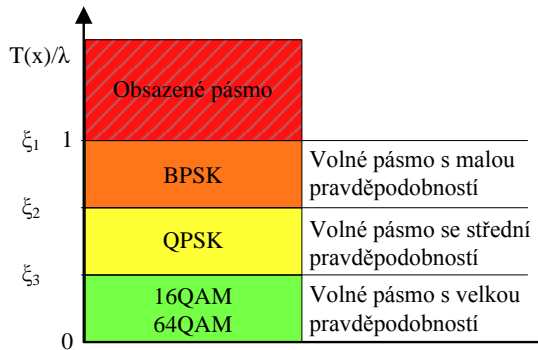 T(x)/λ
Obsazené pásmo
ξ1
1
BPSK
Volné pásmo s malou
pravděpodobností
ξ2
QPSK
Volné pásmo se střední
pravděpodobností
ξ3
16QAM
64QAM
Volné pásmo s velkou
pravděpodobností
0